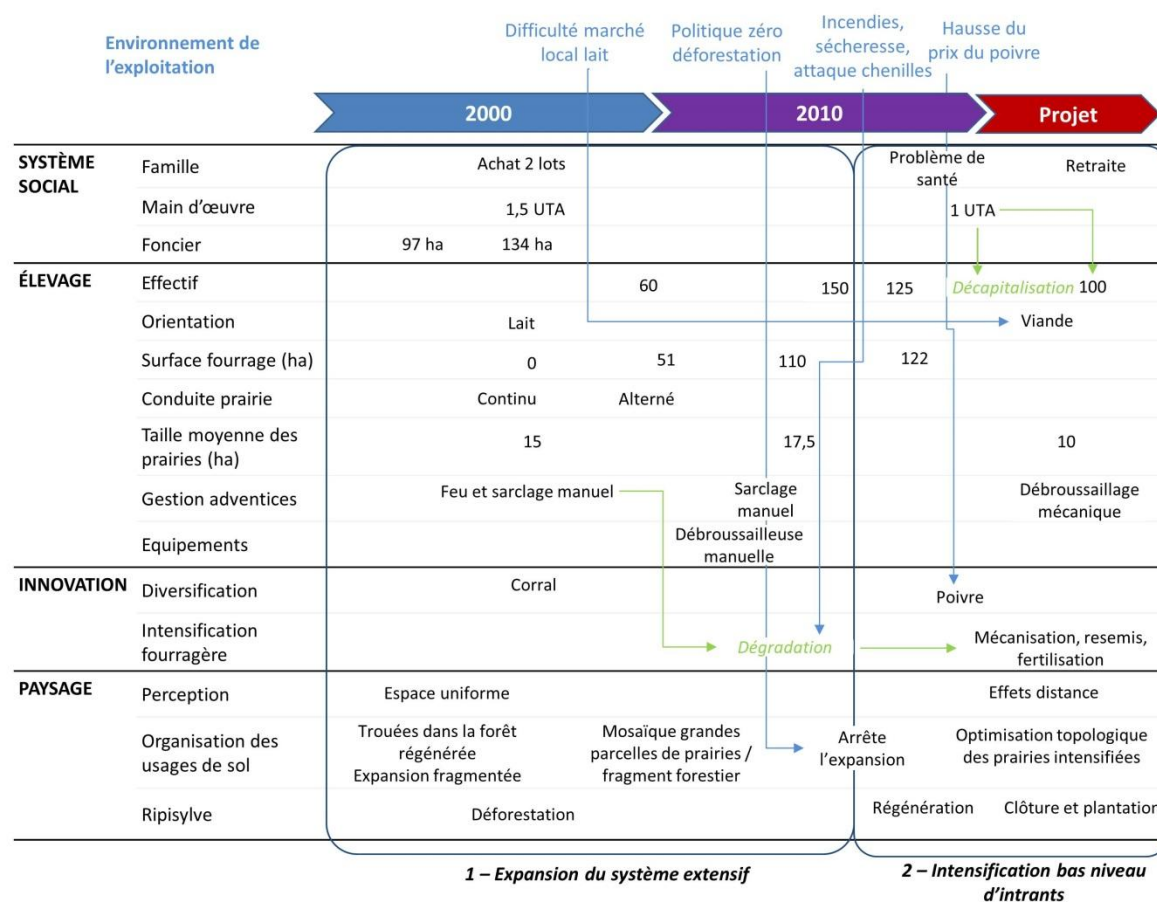 Environnement de
l’exploitation
Difficulté marché
local lait
Politique zéro
déforestation
Incendies,
sécheresse,
attaque chenilles
Hausse du
prix du poivre
2000
2010
Projet
SYSTÈME
SOCIAL
Famille
Achat 2 lots
Problème de
santé
Retraite
Main d’œuvre
1,5 UTA
1 UTA
Foncier
97 ha
134 ha
ÉLEVAGE
Effectif
60
150
125
Décapitalisation
100
Orientation
Lait
Viande
Surface fourrage (ha)
0
51
110
122
Conduite prairie
Continu
Alterné
Taille moyenne des
prairies (ha)
15
17,5
10
Gestion adventices
Feu et sarclage manuel
Sarclage
manuel
Débroussaillage
mécanique
Equipements
Débroussailleuse
manuelle
INNOVATION
Diversification
Corral
Poivre
Intensification
fourragère
Dégradation
Mécanisation, resemis,
fertilisation
PAYSAGE
Perception
Espace uniforme
Effets distance
Organisation des
usages de sol
Trouées dans la forêt
régénérée
Expansion fragmentée
Mosaïque grandes
parcelles de prairies /
fragment forestier
Arrête
l’expansion
Optimisation topologique
des prairies intensifiées
Ripisylve
Déforestation
Régénération
Clôture et plantation
1 – Expansion du système extensif
2 – Intensification bas niveau
d’intrants